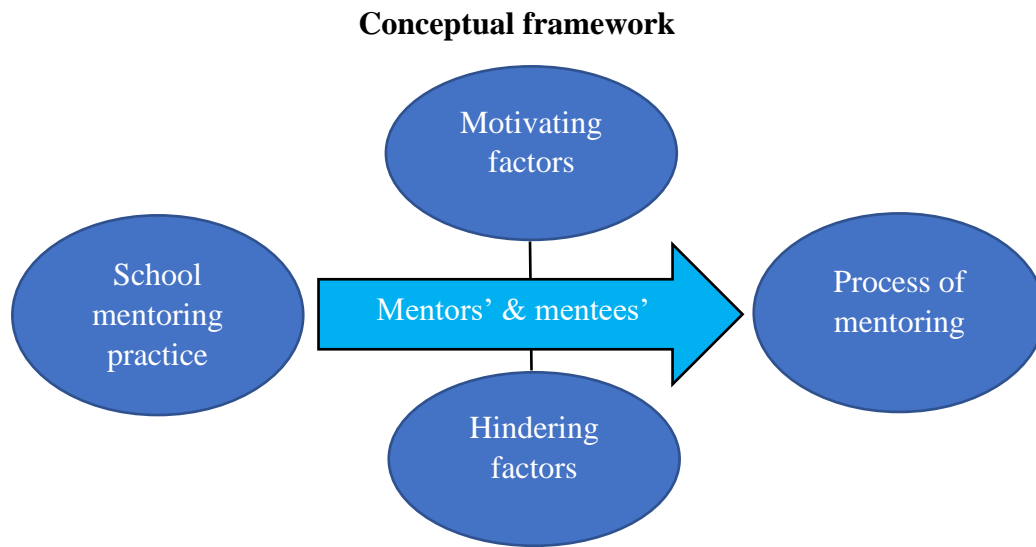 Conceptual framework
Motivating
factors
School
mentoring
practice
Mentors’ & mentees’
Process of
mentoring
Hindering
factors